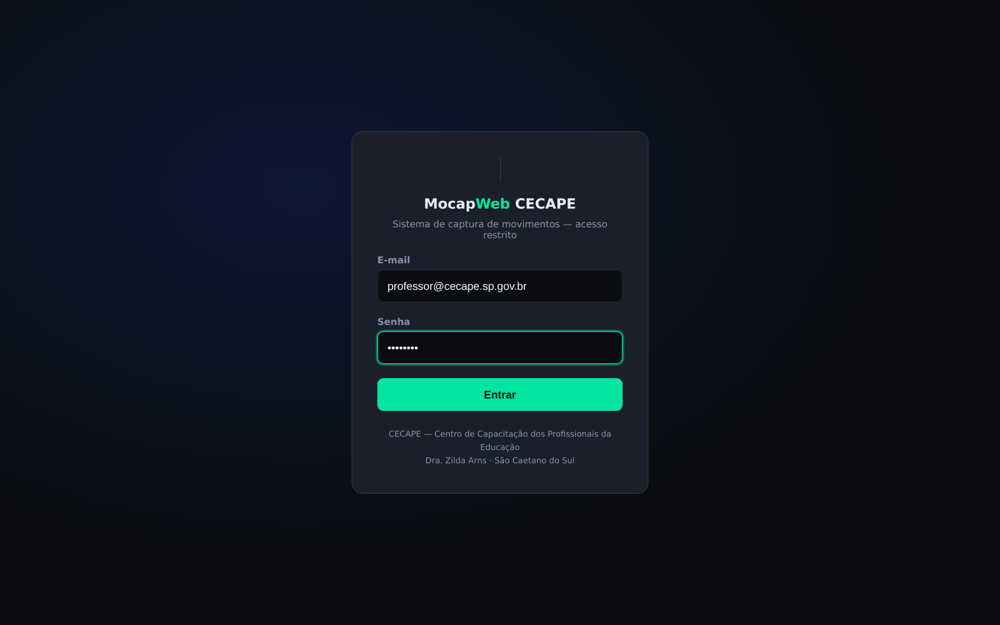 MocapWeb CECAPE
Sistema de captura de movimentos — acesso
restrito
E-mail
professor@cecape.sp.gov.br
Senha
••••••••
Entrar
CECAPE — Centro de Capacitação dos Profissionais da
Educação
Dra. Zilda Arns · São Caetano do Sul